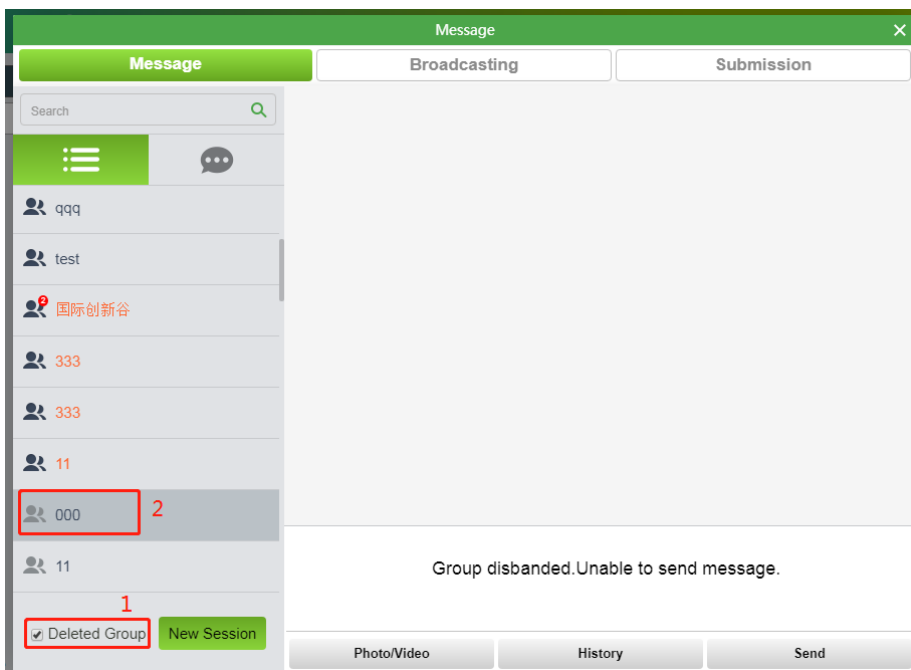 Message
Message Broadcasting Submission
Search
qqq
test
2
国际创新谷
333
333
11
000 2
11
Group disbanded.Unable to send message.
1
Deleted Group New Session
Photo/Video History Send